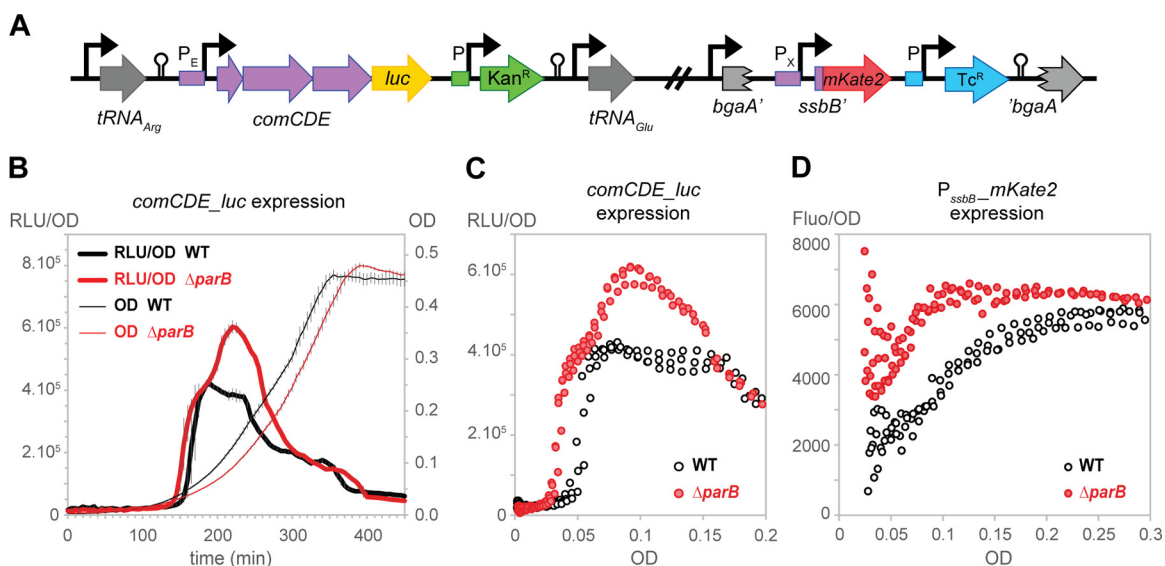 A
P_E
P
P_X
P
luc
Kan^R
mKate2
Tc^R
tRNA_Arg
comCDE
tRNA_Glu
bgaA'
ssbB'
'bgaA
B
comCDE_luc expression
RLU/OD
OD
RLU/OD WT
RLU/OD ΔparB
OD WT
OD ΔparB
8.10^5
6.10^5
4.10^5
2.10^5
0
0.5
0.4
0.3
0.2
0.1
0.0
0 100 200 300 400
time (min)
C
comCDE_luc
expression
RLU/OD
6.10^5
4.10^5
2.10^5
0
WT
ΔparB
0 0.05 0.1 0.15 0.2
OD
D
P_ssbB_mKate2
expression
Fluo/OD
8000
6000
4000
2000
0
WT
ΔparB
0 0.05 0.1 0.15 0.2 0.25 0.3
OD